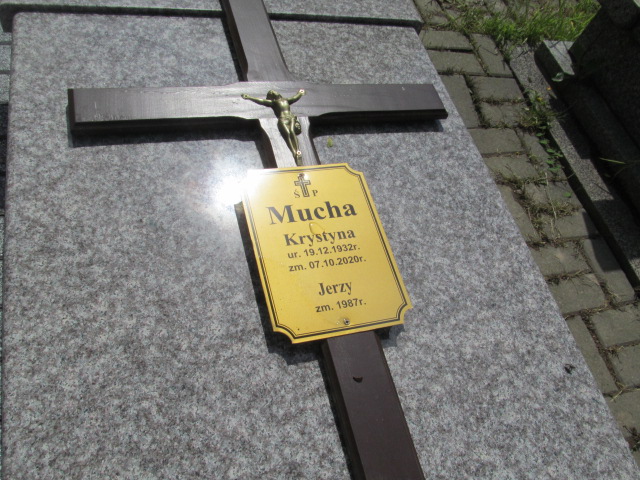 Ś P
Mucha
Krystyna
ur. 19.12.1932r.
zm. 07.10.2020r.
Jerzy
zm. 1987r.